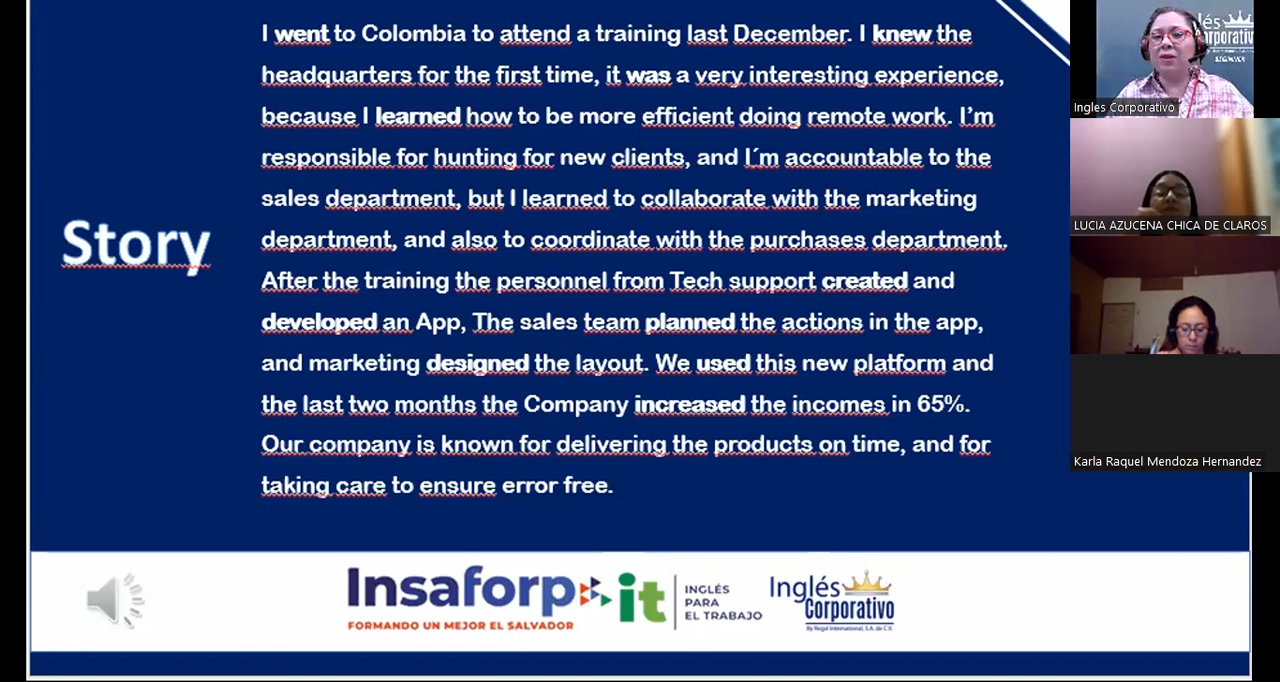 Story
I went to Colombia to attend a training last December. I knew the
headquarters for the first time, it was a very interesting experience,
because I learned how to be more efficient doing remote work. I’m
responsible for hunting for new clients, and I´m accountable to the
sales department, but I learned to collaborate with the marketing
department, and also to coordinate with the purchases department.
After the training the personnel from Tech support created and
developed an App, The sales team planned the actions in the app,
and marketing designed the layout. We used this new platform and
the last two months the Company increased the incomes in 65%.
Our company is known for delivering the products on time, and for
taking care to ensure error free.
Insaforp
FORMANDO UN MEJOR EL SALVADOR
it
INGLÉS
PARA
EL TRABAJO
Inglés
Corporativo
By Regal International, S.A. de C.V.
Ingles Corporativo
LUCIA AZUCENA CHICA DE CLAROS
Karla Raquel Mendoza Hernandez